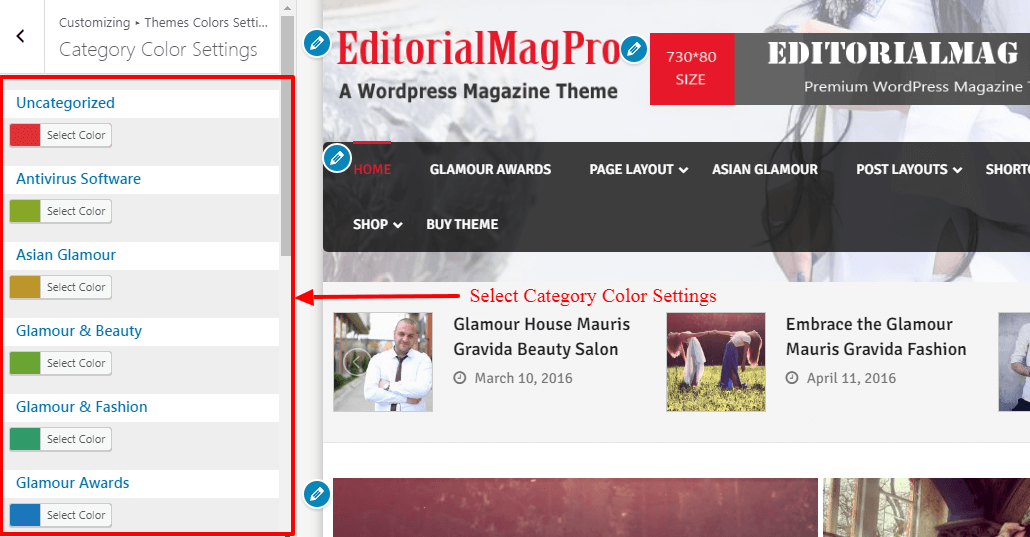 Customizing ▸ Themes Colors Setti...
Category Color Settings
Uncategorized
Select Color
Antivirus Software
Select Color
Asian Glamour
Select Color
Glamour & Beauty
Select Color
Glamour & Fashion
Select Color
Glamour Awards
Select Color
EditorialMagPro
A Wordpress Magazine Theme
730*80
SIZE
EDITORIALMAG
Premium WordPress Magazine T
HOME GLAMOUR AWARDS PAGE LAYOUT ASIAN GLAMOUR POST LAYOUTS SHORTC
SHOP BUY THEME
Select Category Color Settings
Glamour House Mauris
Gravida Beauty Salon
March 10, 2016
Embrace the Glamour
Mauris Gravida Fashion
April 11, 2016